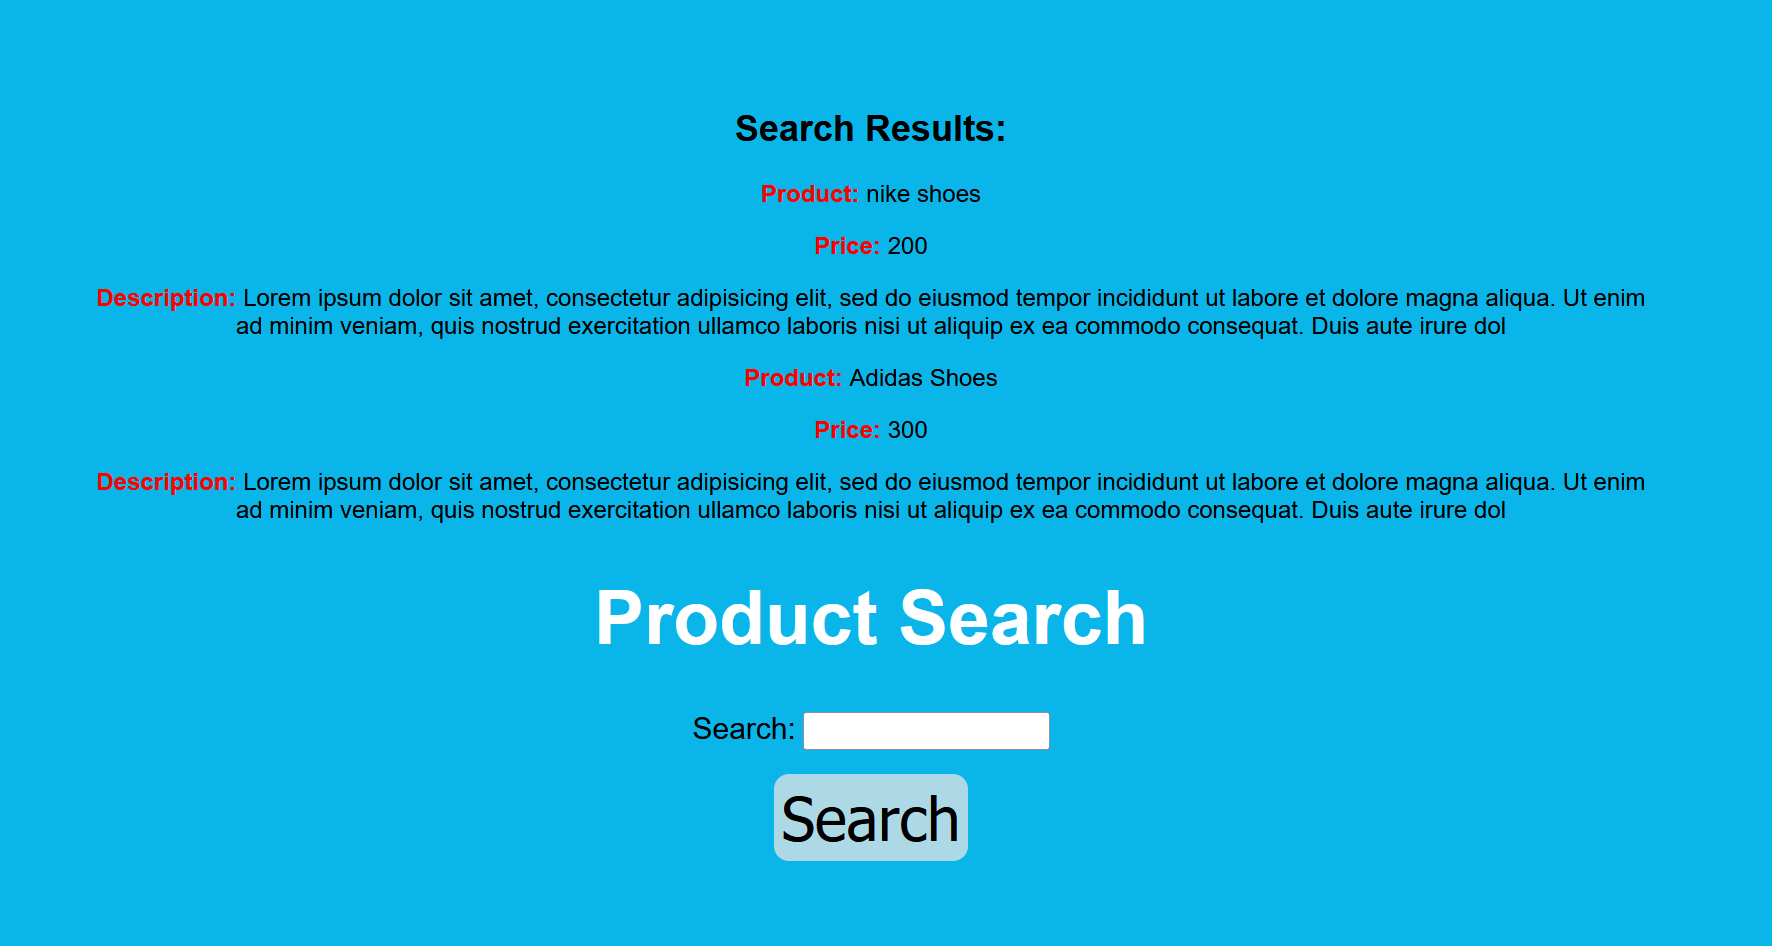 Search Results:
Product: nike shoes
Price: 200
Description: Lorem ipsum dolor sit amet, consectetur adipisicing elit, sed do eiusmod tempor incididunt ut labore et dolore magna aliqua. Ut enim
ad minim veniam, quis nostrud exercitation ullamco laboris nisi ut aliquip ex ea commodo consequat. Duis aute irure dol
Product: Adidas Shoes
Price: 300
Description: Lorem ipsum dolor sit amet, consectetur adipisicing elit, sed do eiusmod tempor incididunt ut labore et dolore magna aliqua. Ut enim
ad minim veniam, quis nostrud exercitation ullamco laboris nisi ut aliquip ex ea commodo consequat. Duis aute irure dol
Product Search
Search:
Search